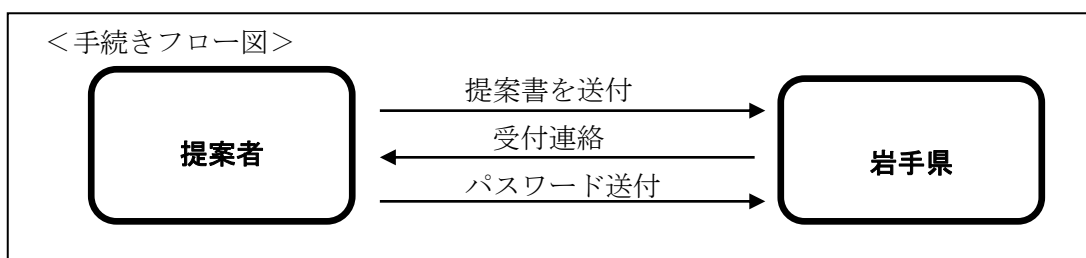 ＜手続きフロー図＞
提案書を送付
受付連絡
提案者
岩手県
パスワード送付